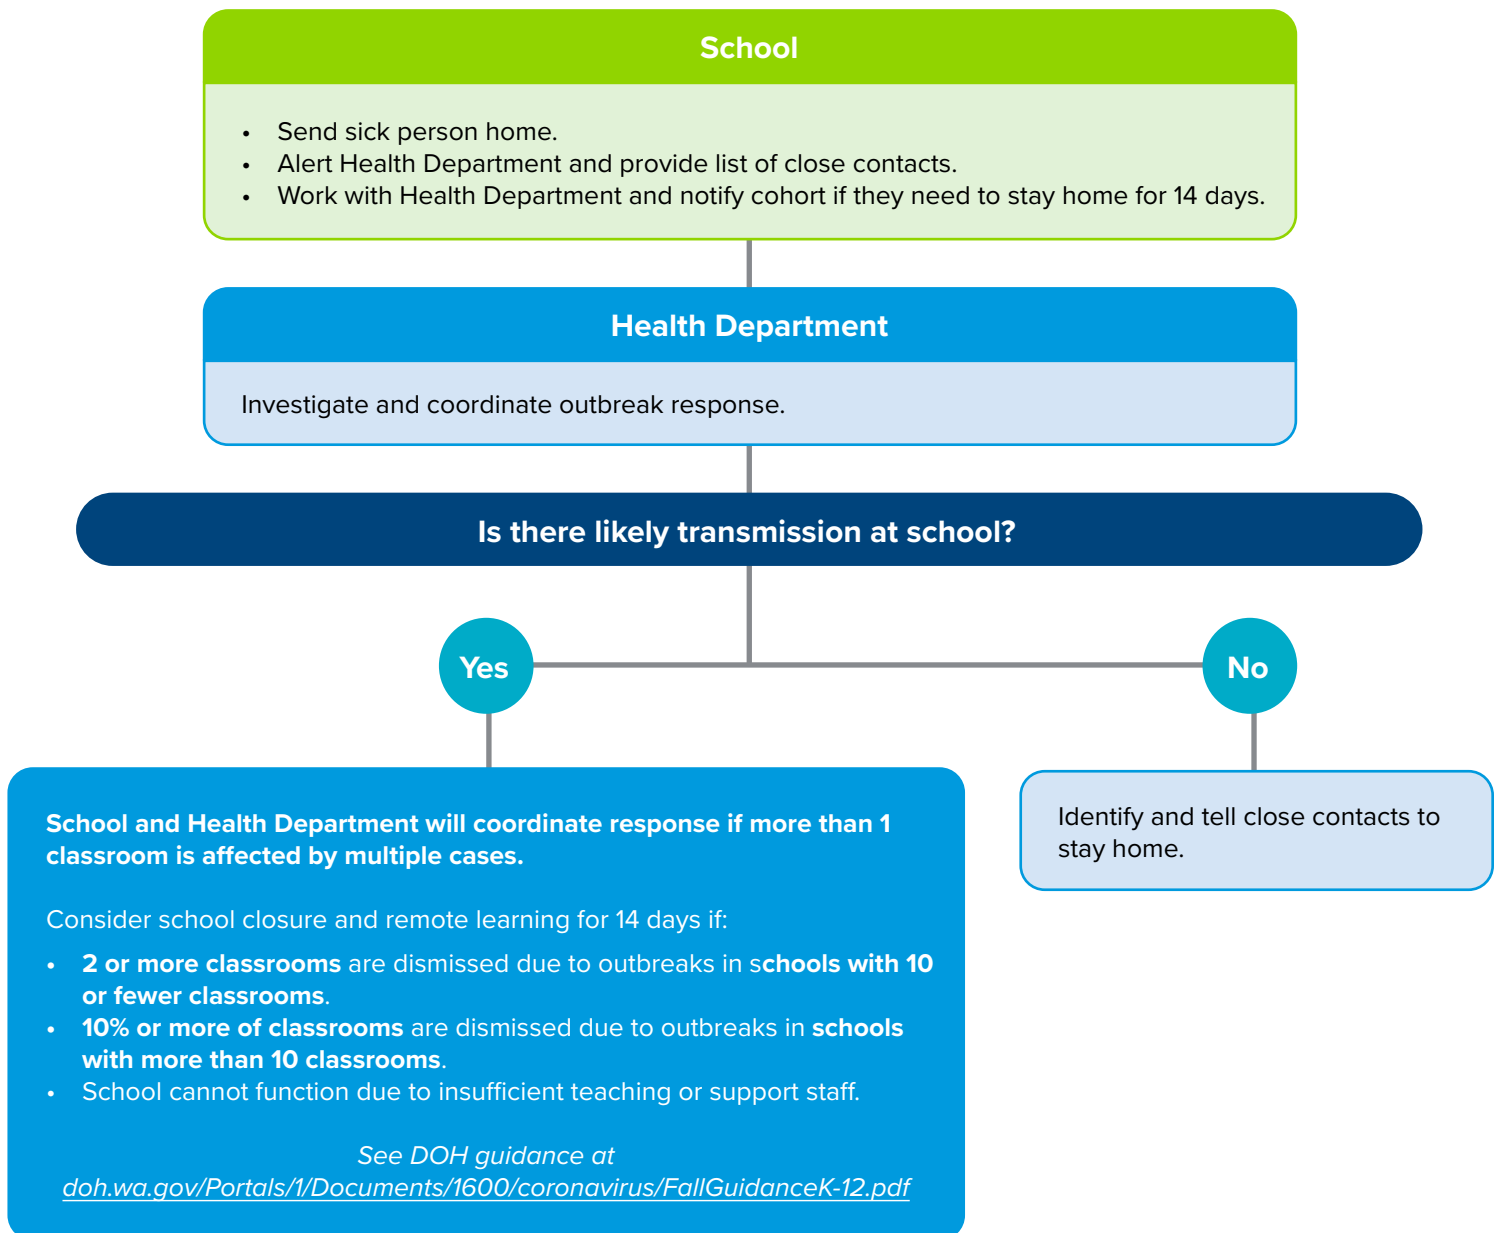 School
• Send sick person home.
• Alert Health Department and provide list of close contacts.
• Work with Health Department and notify cohort if they need to stay home for 14 days.
Health Department
Investigate and coordinate outbreak response.
Is there likely transmission at school?
Yes
No
School and Health Department will coordinate response if more than 1
classroom is affected by multiple cases.
Consider school closure and remote learning for 14 days if:
• 2 or more classrooms are dismissed due to outbreaks in schools with 10
or fewer classrooms.
• 10% or more of classrooms are dismissed due to outbreaks in schools
with more than 10 classrooms.
• School cannot function due to insufficient teaching or support staff.
See DOH guidance at
doh.wa.gov/Portals/1/Documents/1600/coronavirus/FallGuidanceK-12.pdf
Identify and tell close contacts to
stay home.